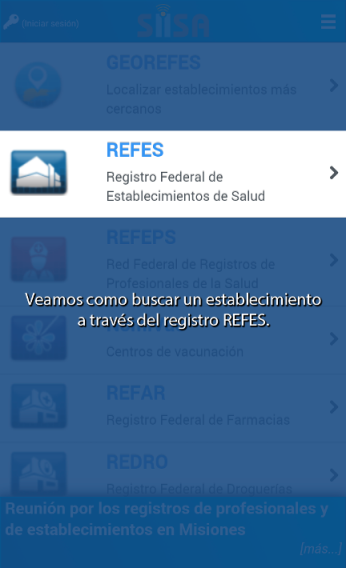 (Iniciar sesión)
SIISA
GEOREFES
Localizar establecimientos más
cercanos
REFES
Registro Federal de
Establecimientos de Salud
REFEPS
Red Federal de Registros de
Profesionales de la Salud
Veamos como buscar un establecimiento
a través del registro REFES.
Centros de vacunación
REFAR
Registro Federal de Farmacias
REDRO
Registro Federal de Droguerías
Reunión por los registros de profesionales y
de establecimientos en Misiones
[más...]